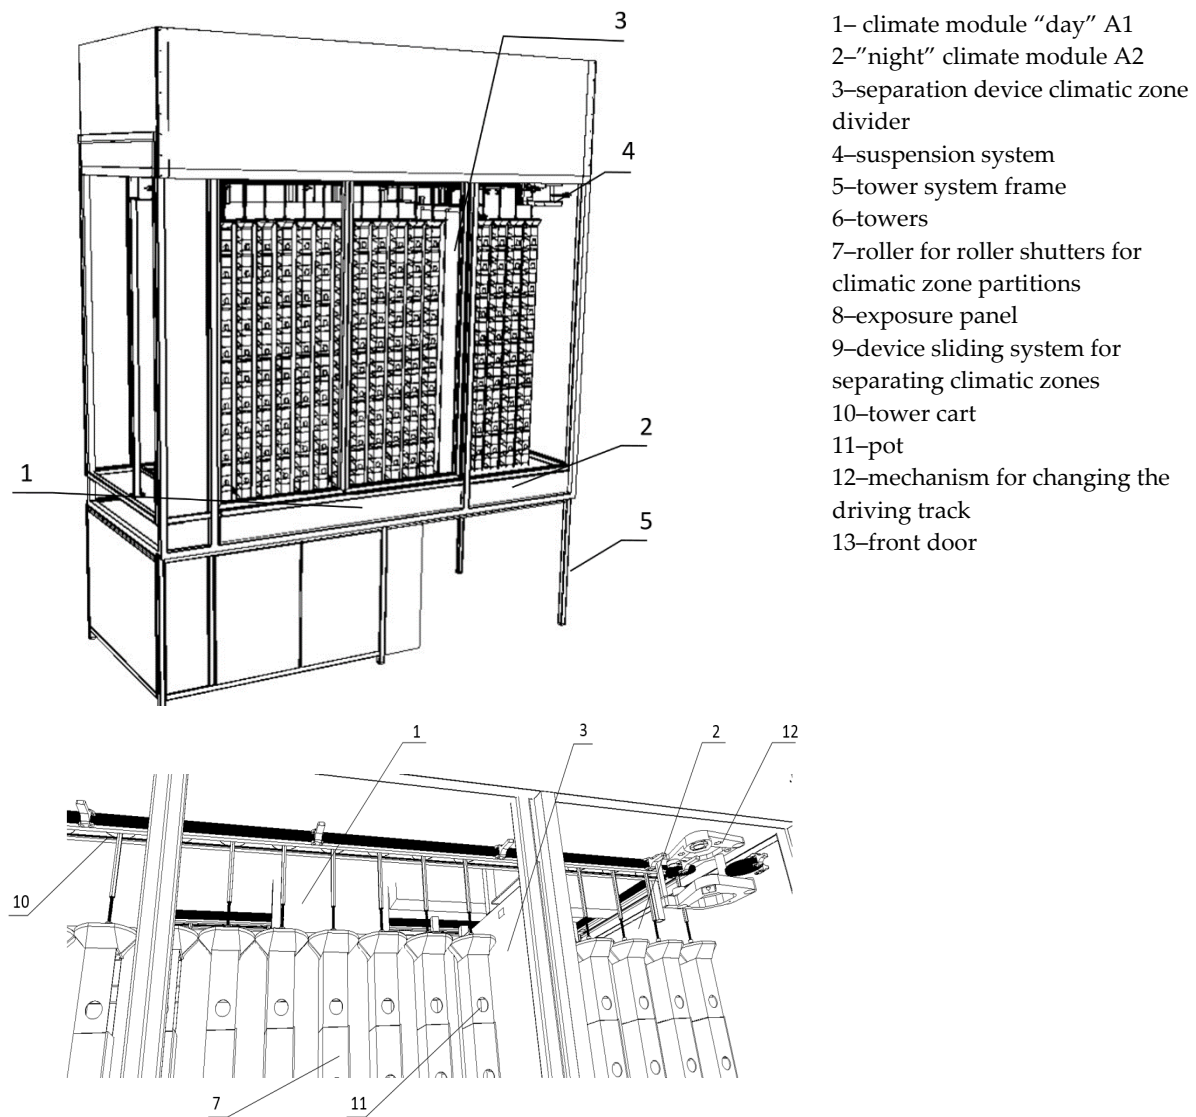 3
4
2
1
5
1– climate module “day” A1
2–”night” climate module A2
3–separation device climatic zone
divider
4–suspension system
5–tower system frame
6–towers
7–roller for roller shutters for
climatic zone partitions
8–exposure panel
9–device sliding system for
separating climatic zones
10–tower cart
11–pot
12–mechanism for changing the
driving track
13–front door
1
3
2
12
10
7
11